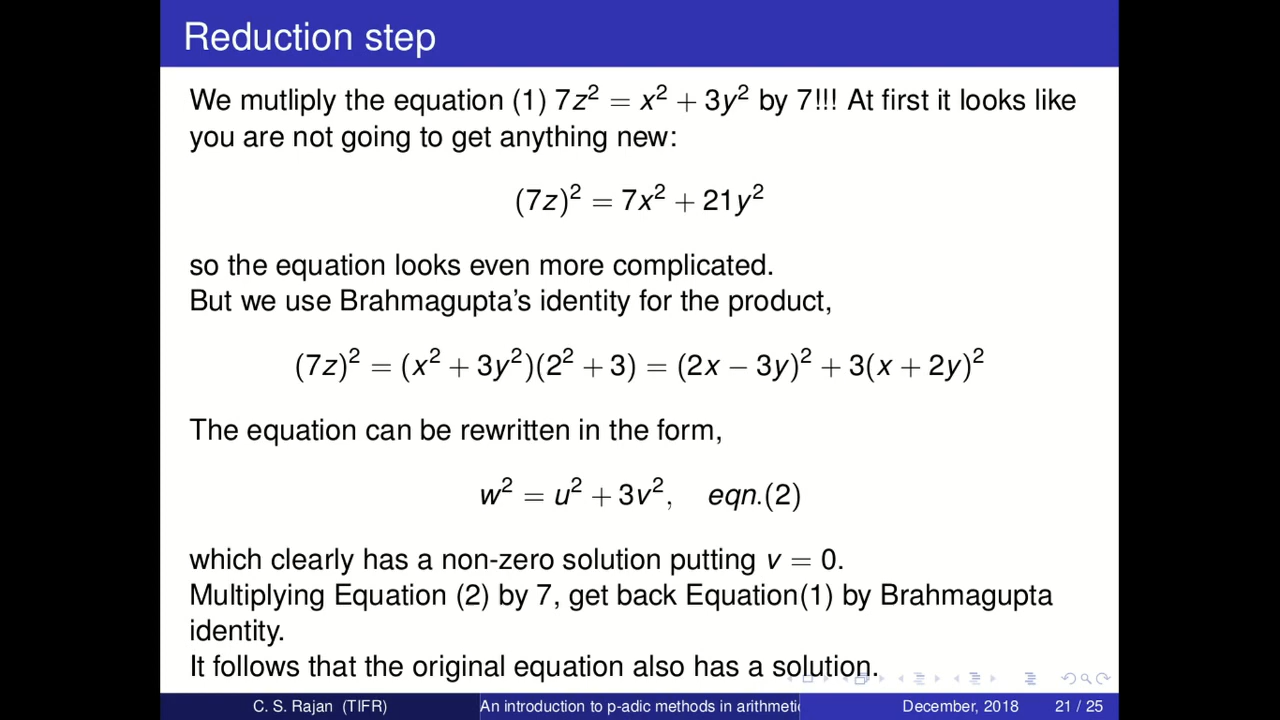 Reduction step
We mutliply the equation (1) 7z² = x² + 3y² by 7!!! At first it looks like
you are not going to get anything new:
(7z)² = 7x² + 21y²
so the equation looks even more complicated.
But we use Brahmagupta's identity for the product,
(7z)² = (x² + 3y²)(2² + 3) = (2x − 3y)² + 3(x + 2y)²
The equation can be rewritten in the form,
w² = u² + 3v², eqn.(2)
which clearly has a non-zero solution putting v = 0.
Multiplying Equation (2) by 7, get back Equation(1) by Brahmagupta
identity.
It follows that the original equation also has a solution.
C. S. Rajan (TIFR) An introduction to p-adic methods in arithmetic December, 2018 21 / 25